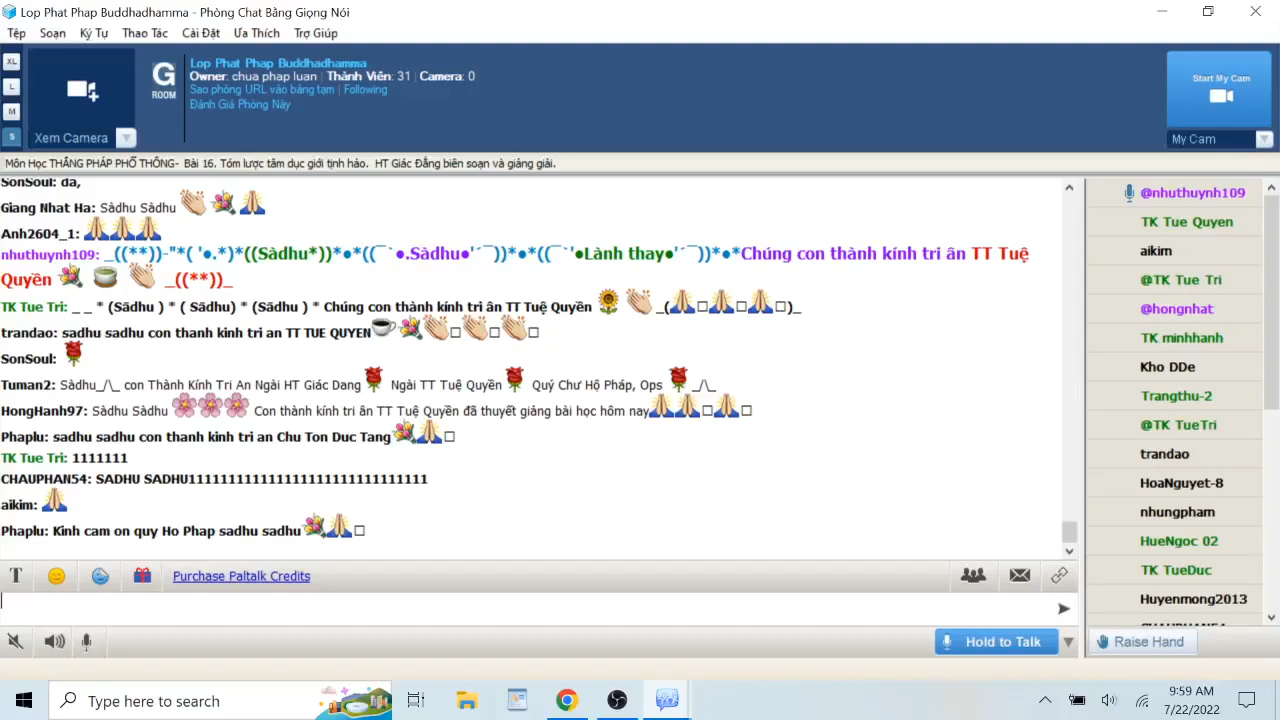 Lop Phat Phap Buddhadhamma - Phòng Chat Bằng Giọng Nói
Tệp Soạn Ký Tự Thao Tác Cài Đặt Ưa Thích Trợ Giúp
XL
L
M
S
Xem Camera
G
ROOM
Lop Phat Phap Buddhadhamma
Owner: chua phap luan | Thành Viên: 31 | Camera: 0
Sao phỏng URL vào bảng tạm | Following
Đánh Giá Phòng Này
Start My Cam
My Cam
Môn Học THẮNG PHÁP PHỔ THÔNG- Bài 16. Tóm lược tâm dục giới tịnh hảo. HT Giác Đẳng biên soạn và giảng giải.
SonSoul: da,
Giang Nhat Ha: Sàdhu Sàdhu
Anh2604_1:
nhuthuynh109: _((**))-"*( '●.*)*((Sàdhu*))*●*((¯`●.Sàdhu●'´¯))*●*((¯`'●Lành thay●'´¯))*●*Chúng con thành kính tri ân TT Tuệ
Quyền _((**))_
TK Tue Tri: _ _ * (Sādhu ) * ( Sādhu) * (Sādhu ) * Chúng con thành kính tri ân TT Tuệ Quyền _(□□□)_
trandao: sadhu sadhu con thanh kinh tri an TT TUE QUYEN□□□
SonSoul:
Tuman2: Sàdhu_/\_ con Thành Kính Tri An Ngài HT Giác Dang Ngài TT Tuệ Quyền Quý Chư Hộ Pháp, Ops _/\_
HongHanh97: Sàdhu Sàdhu Con thành kính tri ân TT Tuệ Quyền đã thuyết giảng bài học hôm nay□□
Phaplu: sadhu sadhu con thanh kinh tri an Chu Ton Duc Tang□
TK Tue Tri: 1111111
CHAUPHAN54: SADHU SADHU1111111111111111111111111111111
aikim:
Phaplu: Kinh cam on quy Ho Phap sadhu sadhu□
Purchase Paltalk Credits
Hold to Talk
@nhuthuynh109
TK Tue Quyen
aikim
@TK Tue Tri
@hongnhat
TK minhhanh
Kho DDe
Trangthu-2
@TK TueTri
trandao
HoaNguyet-8
nhungpham
HueNgoc 02
TK TueDuc
Huyenmong2013
CHAUPHAN54
Raise Hand
Type here to search
9:59 AM
7/22/2022